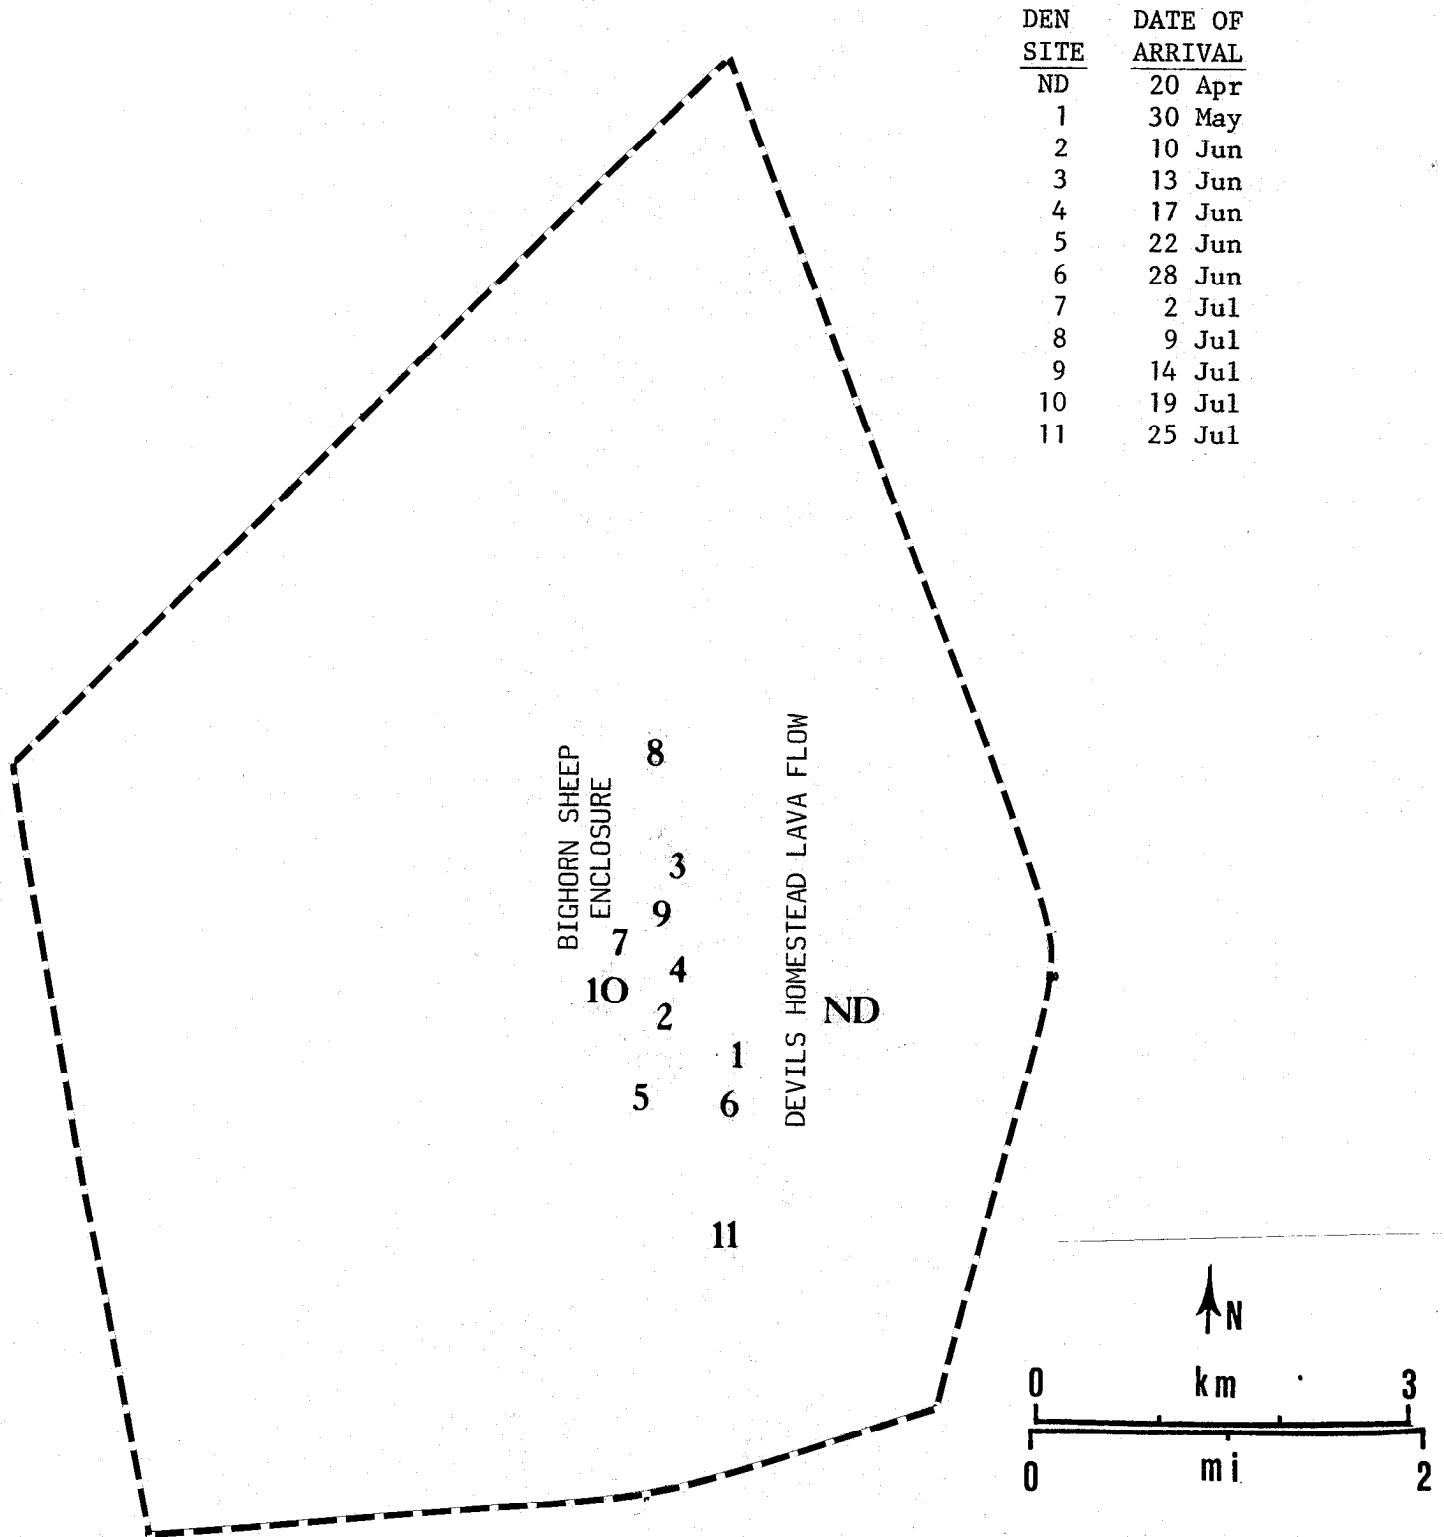 DEN DATE OF
SITE ARRIVAL
ND 20 Apr
1 30 May
2 10 Jun
3 13 Jun
4 17 Jun
5 22 Jun
6 28 Jun
7 2 Jul
8 9 Jul
9 14 Jul
10 19 Jul
11 25 Jul
BIGHORN SHEEP
ENCLOSURE
DEVILS HOMESTEAD LAVA FLOW
8
3
9
7
4
10
2
ND
1
5
6
11
N
0 km 3
0 mi 2